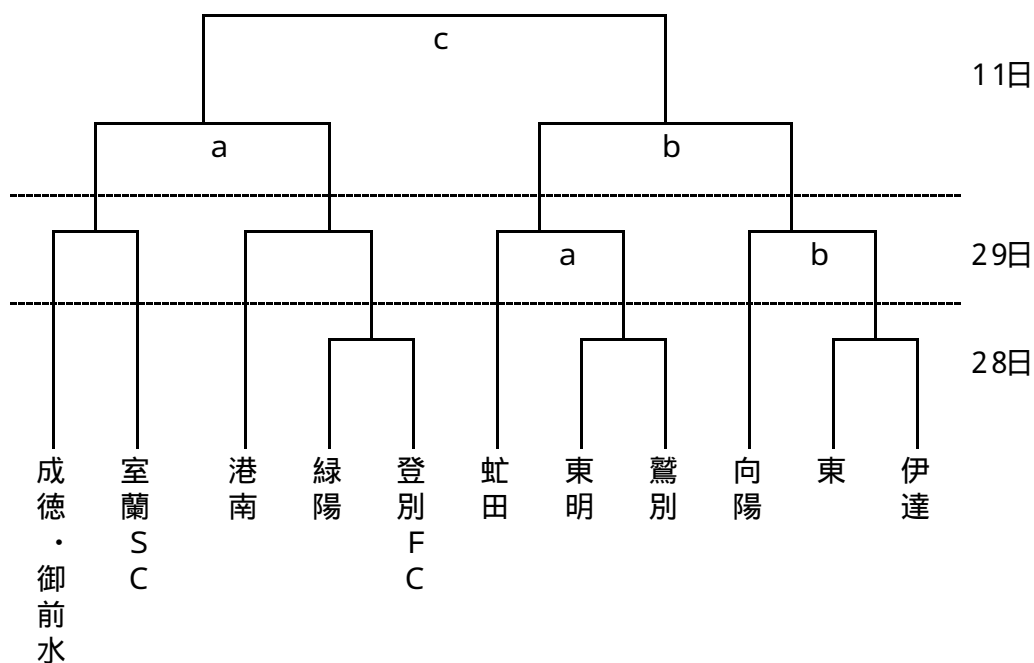 c
11日
a
b
a
b
29日
28日
成徳・御前水
室蘭SC
港南
緑陽
登別FC
虻田
東明
鷲別
向陽
東
伊達